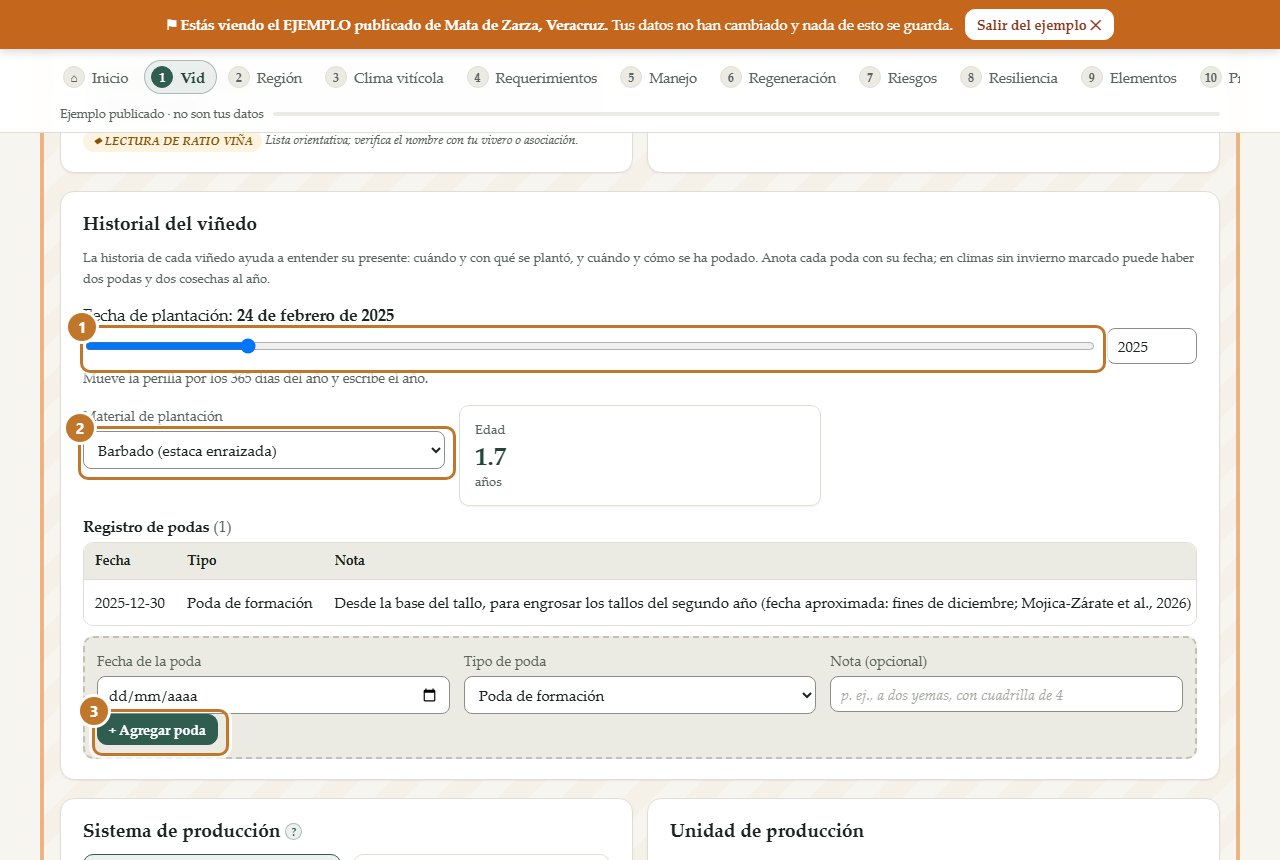 Estás viendo el EJEMPLO publicado de Mata de Zarza, Veracruz. Tus datos no han cambiado y nada de esto se guarda. Salir del ejemplo ✕
Inicio 1 Vid 2 Región 3 Clima vitícola 4 Requerimientos 5 Manejo 6 Regeneración 7 Riesgos 8 Resiliencia 9 Elementos 10 Pr
Ejemplo publicado · no son tus datos
◆ LECTURA DE RATIO VIÑA Lista orientativa; verifica el nombre con tu vivero o asociación.
Historial del viñedo
La historia de cada viñedo ayuda a entender su presente: cuándo y con qué se plantó, y cuándo y cómo se ha podado. Anota cada poda con su fecha; en climas sin invierno marcado puede haber
dos podas y dos cosechas al año.
Fecha de plantación: 24 de febrero de 2025
1
2025
Mueve la perilla por los 365 días del año y escribe el año.
Material de plantación
2
Barbado (estaca enraizada)
Edad
1.7
años
Registro de podas (1)
Fecha Tipo Nota
2025-12-30 Poda de formación Desde la base del tallo, para engrosar los tallos del segundo año (fecha aproximada: fines de diciembre; Mojica-Zárate et al., 2026)
Fecha de la poda Tipo de poda Nota (opcional)
dd/mm/aaaa Poda de formación p. ej., a dos yemas, con cuadrilla de 4
3
+ Agregar poda
Sistema de producción ? Unidad de producción